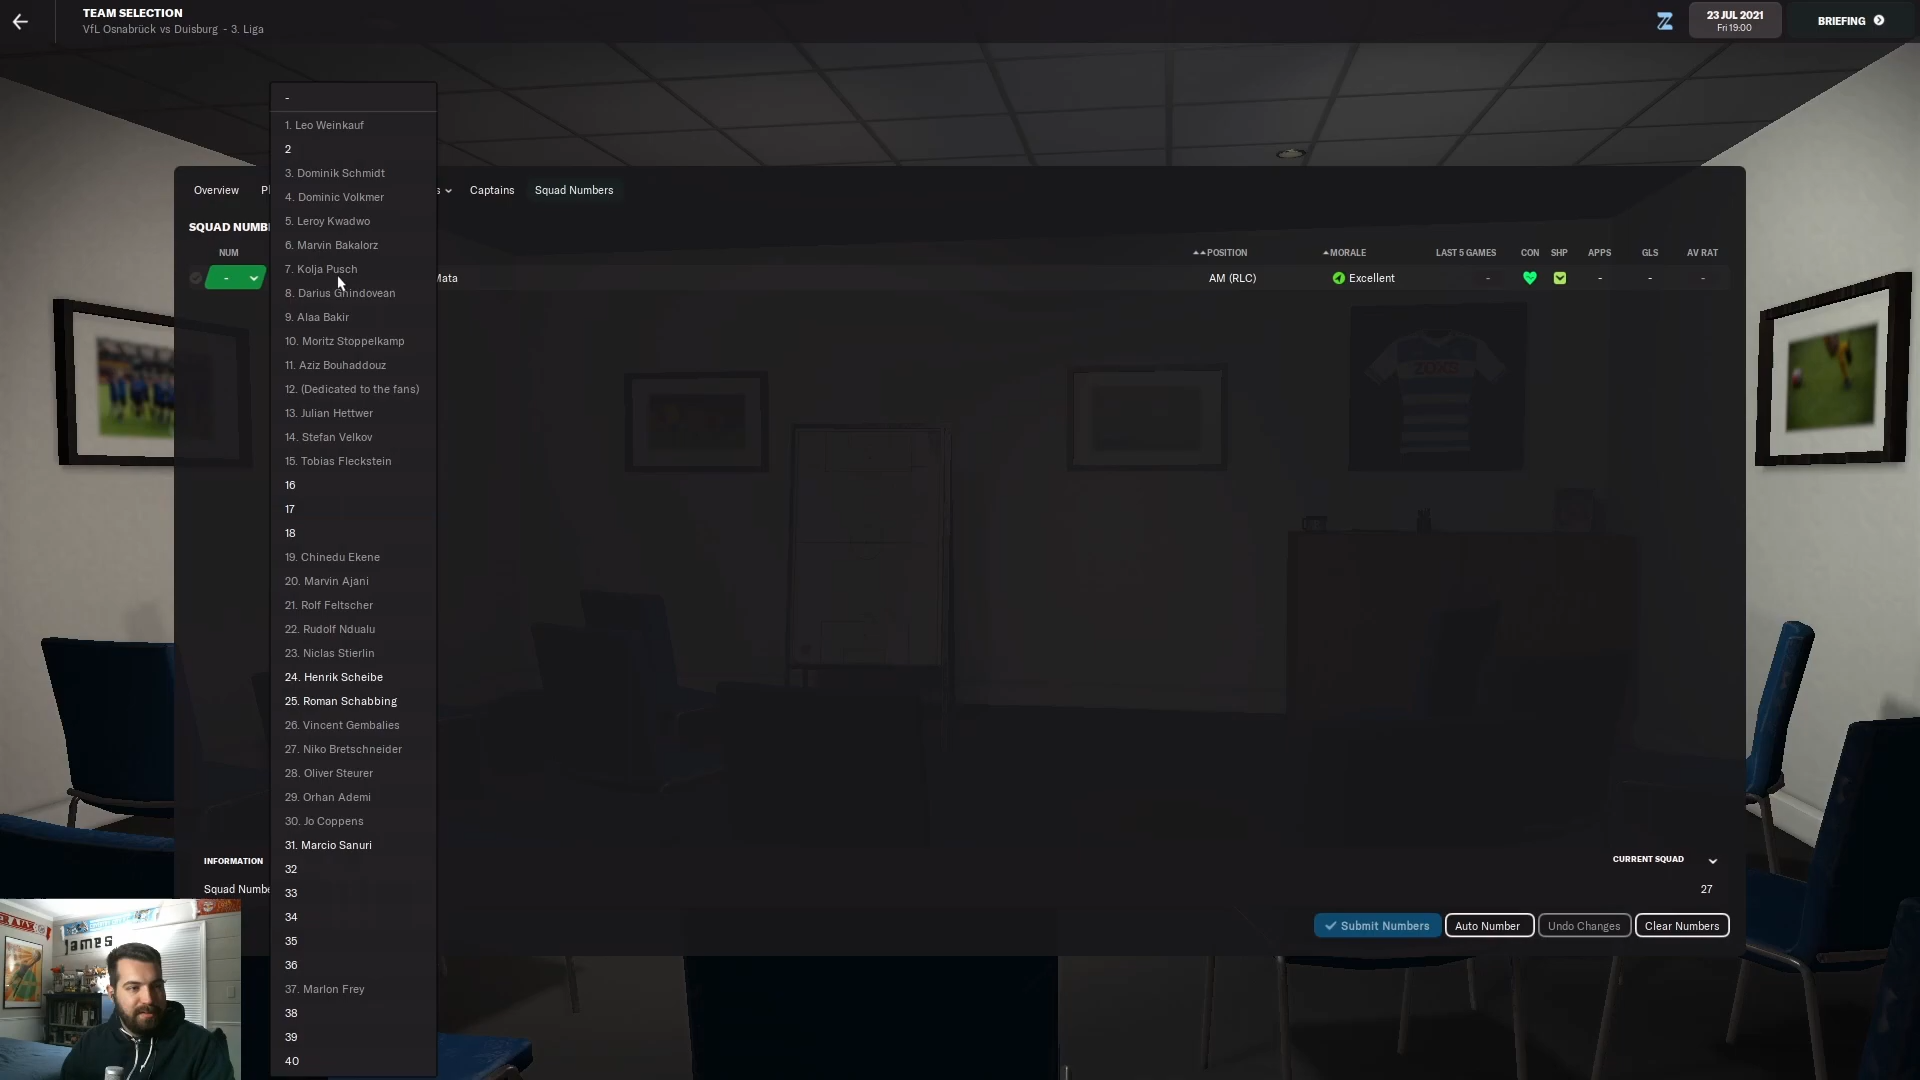 TEAM SELECTION
VfL Osnabrück vs Duisburg - 3. Liga
23 JUL 2021
Fri 19:00
BRIEFING
-
1. Leo Weinkauf
2
3. Dominik Schmidt
4. Dominic Volkmer
5. Leroy Kwadwo
6. Marvin Bakalorz
7. Kolja Pusch
8. Darius Ghindovean
9. Alaa Bakir
10. Moritz Stoppelkamp
11. Aziz Bouhaddouz
12. (Dedicated to the fans)
13. Julian Hettwer
14. Stefan Velkov
15. Tobias Fleckstein
16
17
18
19. Chinedu Ekene
20. Marvin Ajani
21. Rolf Feltscher
22. Rudolf Ndualu
23. Niclas Stierlin
24. Henrik Scheibe
25. Roman Schabbing
26. Vincent Gembalies
27. Niko Bretschneider
28. Oliver Steurer
29. Orhan Ademi
30. Jo Coppens
31. Marcio Sanuri
32
33
34
35
36
37. Marlon Frey
38
39
40
Overview Pl s Captains Squad Numbers
SQUAD NUMB
NUM POSITION MORALE LAST 5 GAMES CON SHP APPS GLS AV RAT
- Mata AM (RLC) Excellent - - - -
ZOXS
INFORMATION CURRENT SQUAD
Squad Numbe 27
Submit Numbers Auto Number Undo Changes Clear Numbers
James